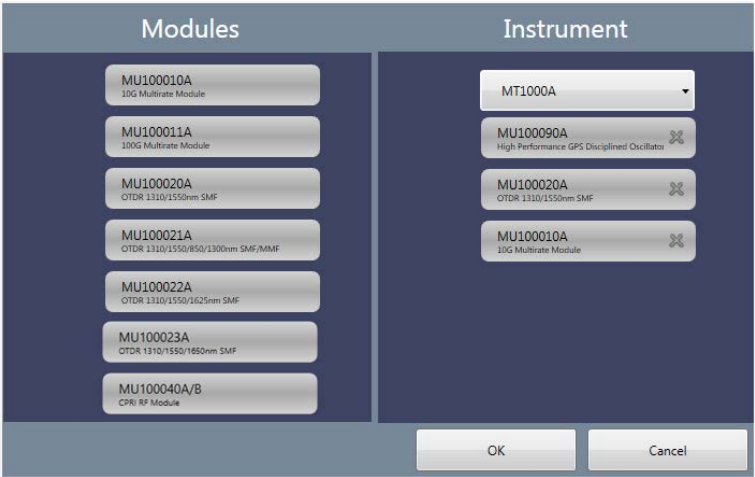 Modules
MU100010A
10G Multirate Module
MU100011A
100G Multirate Module
MU100020A
OTDR 1310/1550nm SMF
MU100021A
OTDR 1310/1550/850/1300nm SMF/MMF
MU100022A
OTDR 1310/1550/1625nm SMF
MU100023A
OTDR 1310/1550/1650nm SMF
MU100040A/B
CPRI RF Module
Instrument
MT1000A
MU100090A
High Performance GPS Disciplined Oscillator
MU100020A
OTDR 1310/1550nm SMF
MU100010A
10G Multirate Module
OK
Cancel